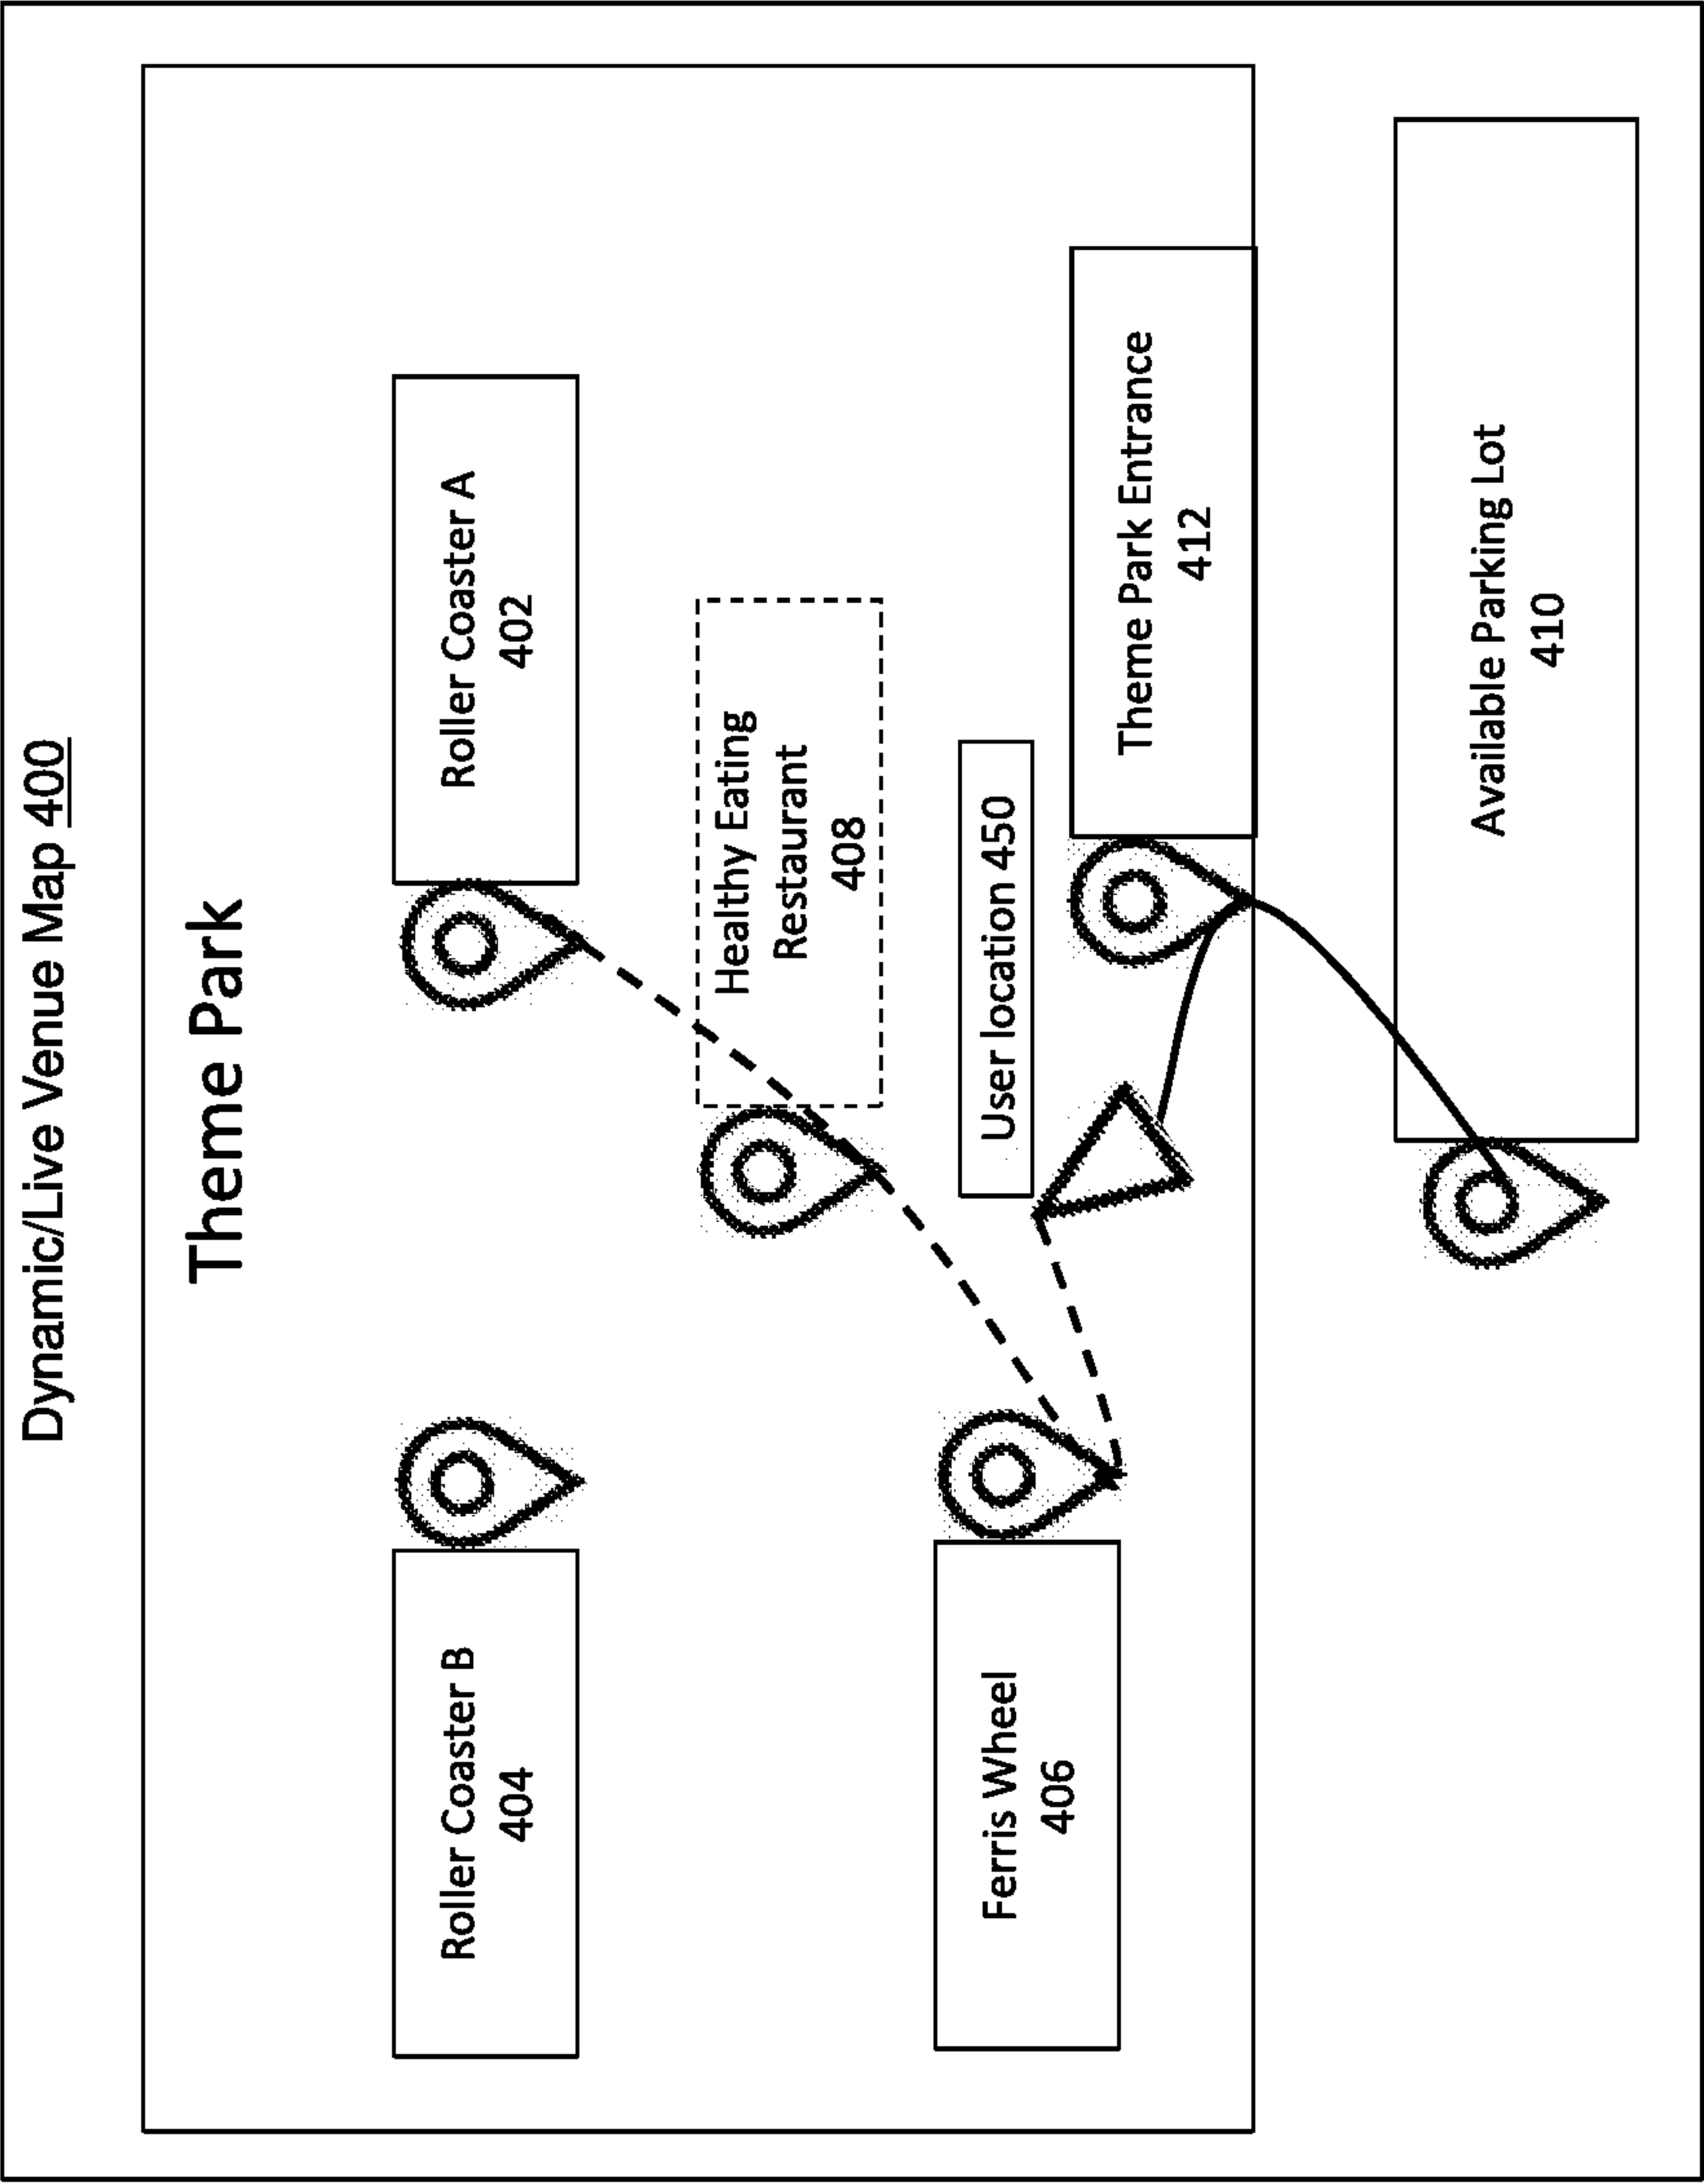 Dynamic/Live Venue Map 400
Theme Park
Roller Coaster B
404
Roller Coaster A
402
Healthy Eating
Restaurant
408
Ferris Wheel
406
User location 450
Theme Park Entrance
412
Available Parking Lot
410